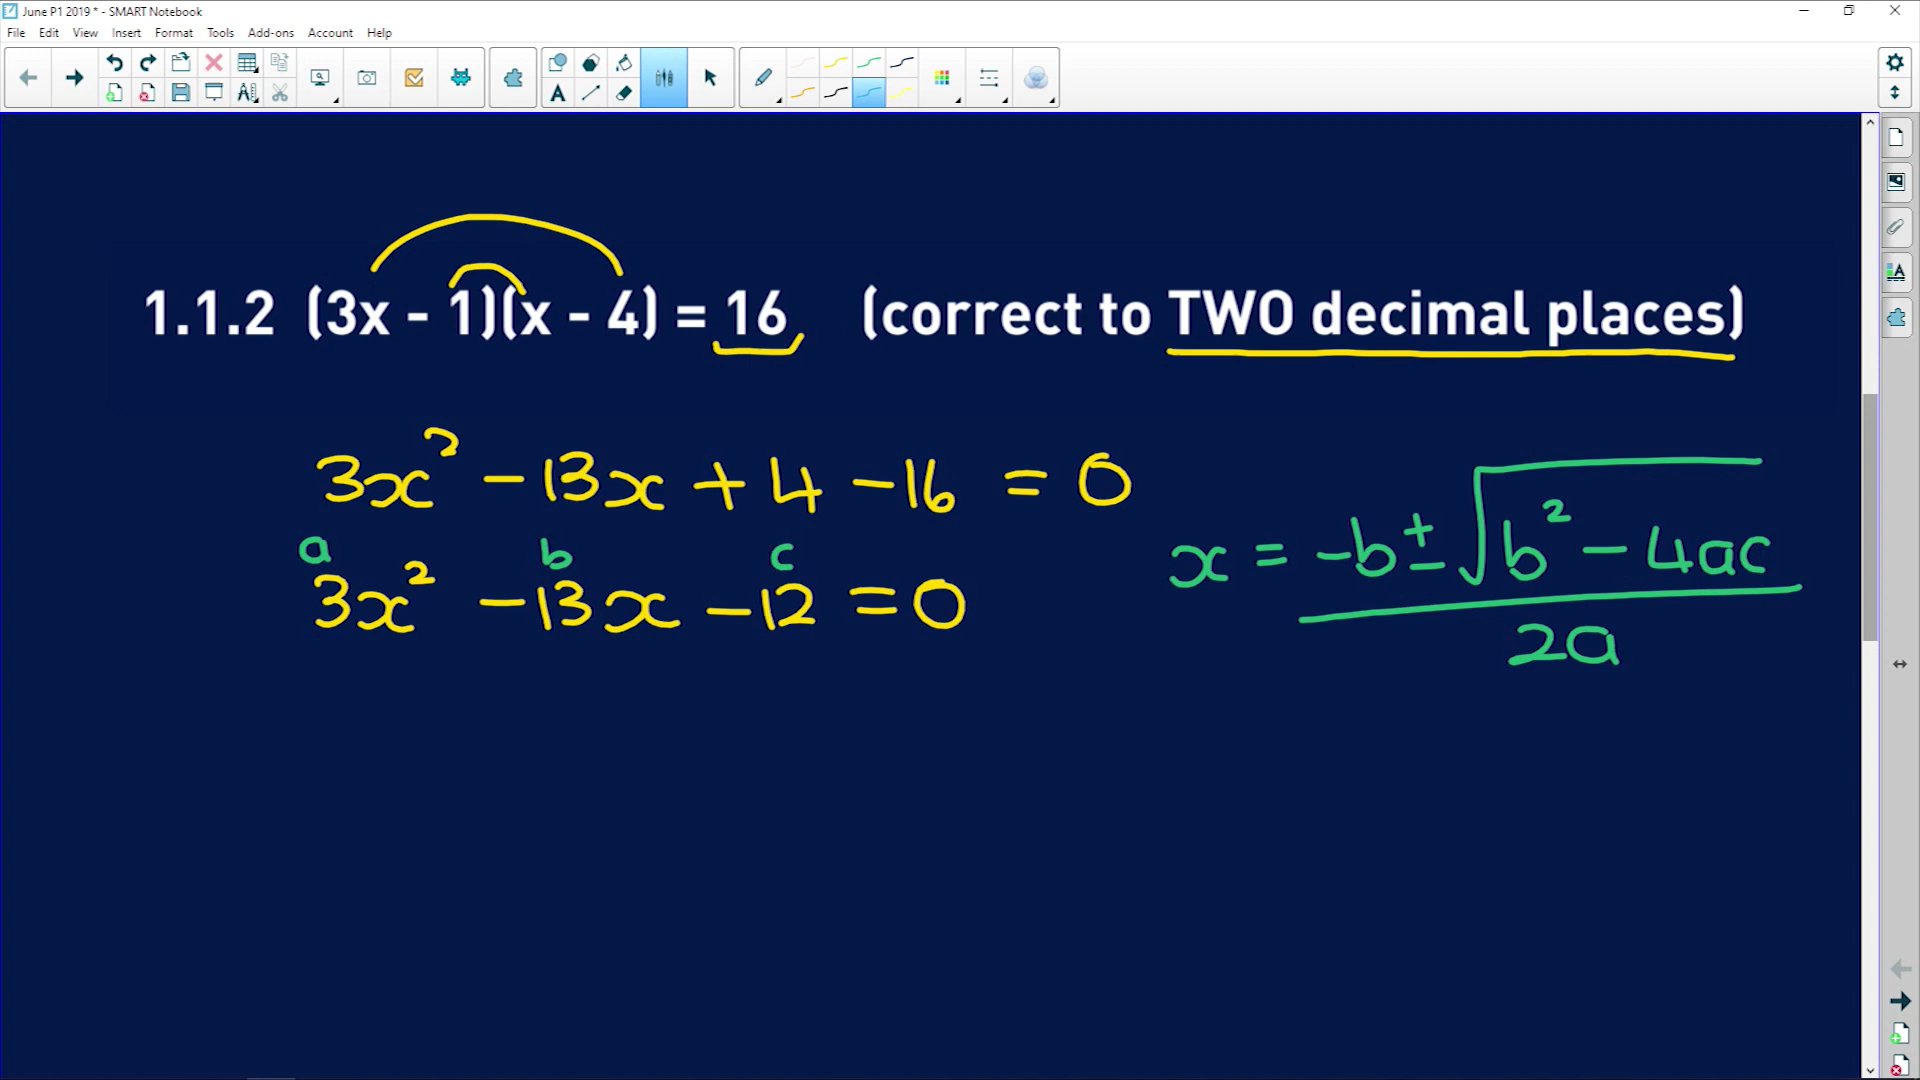 June P1 2019 * - SMART Notebook
File Edit View Insert Format Tools Add-ons Account Help
1.1.2 (3x - 1)(x - 4) = 16 (correct to TWO decimal places)
3x² - 13x + 4 - 16 = 0
a b c
3x² - 13x - 12 = 0
x = -b ± √b² - 4ac
2a